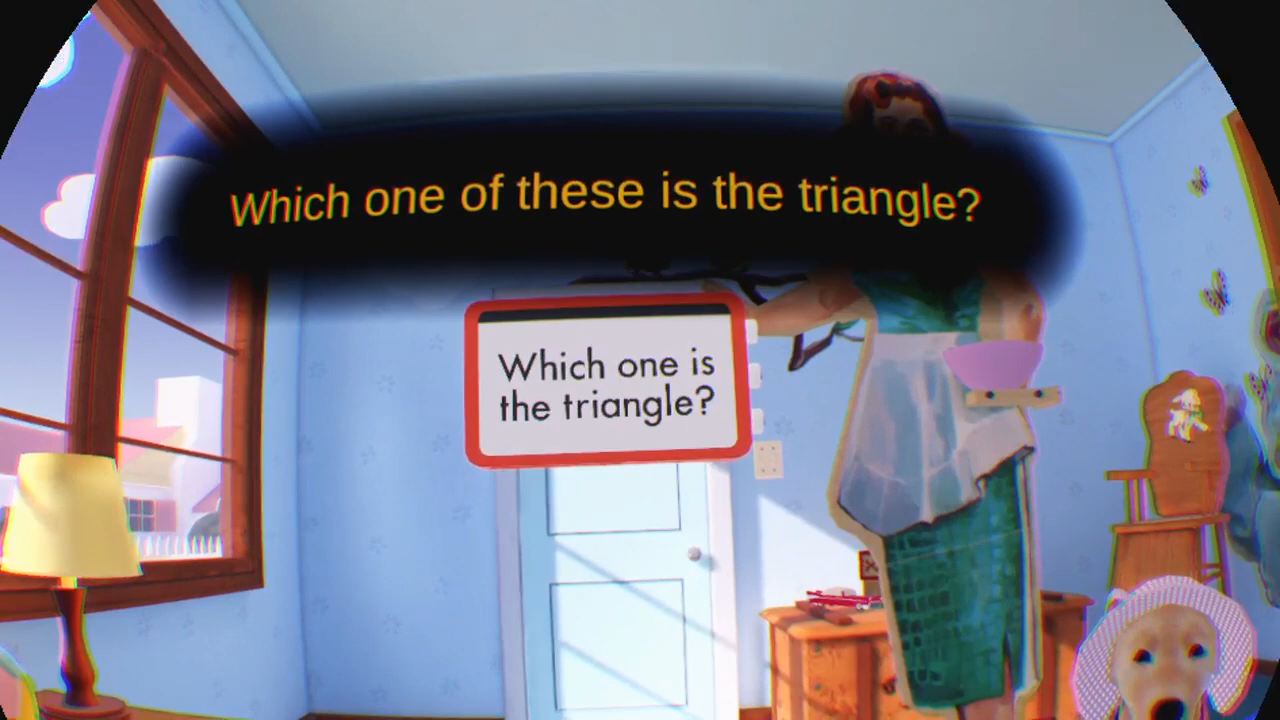 Which one of these is the triangle?
Which one is
the triangle?